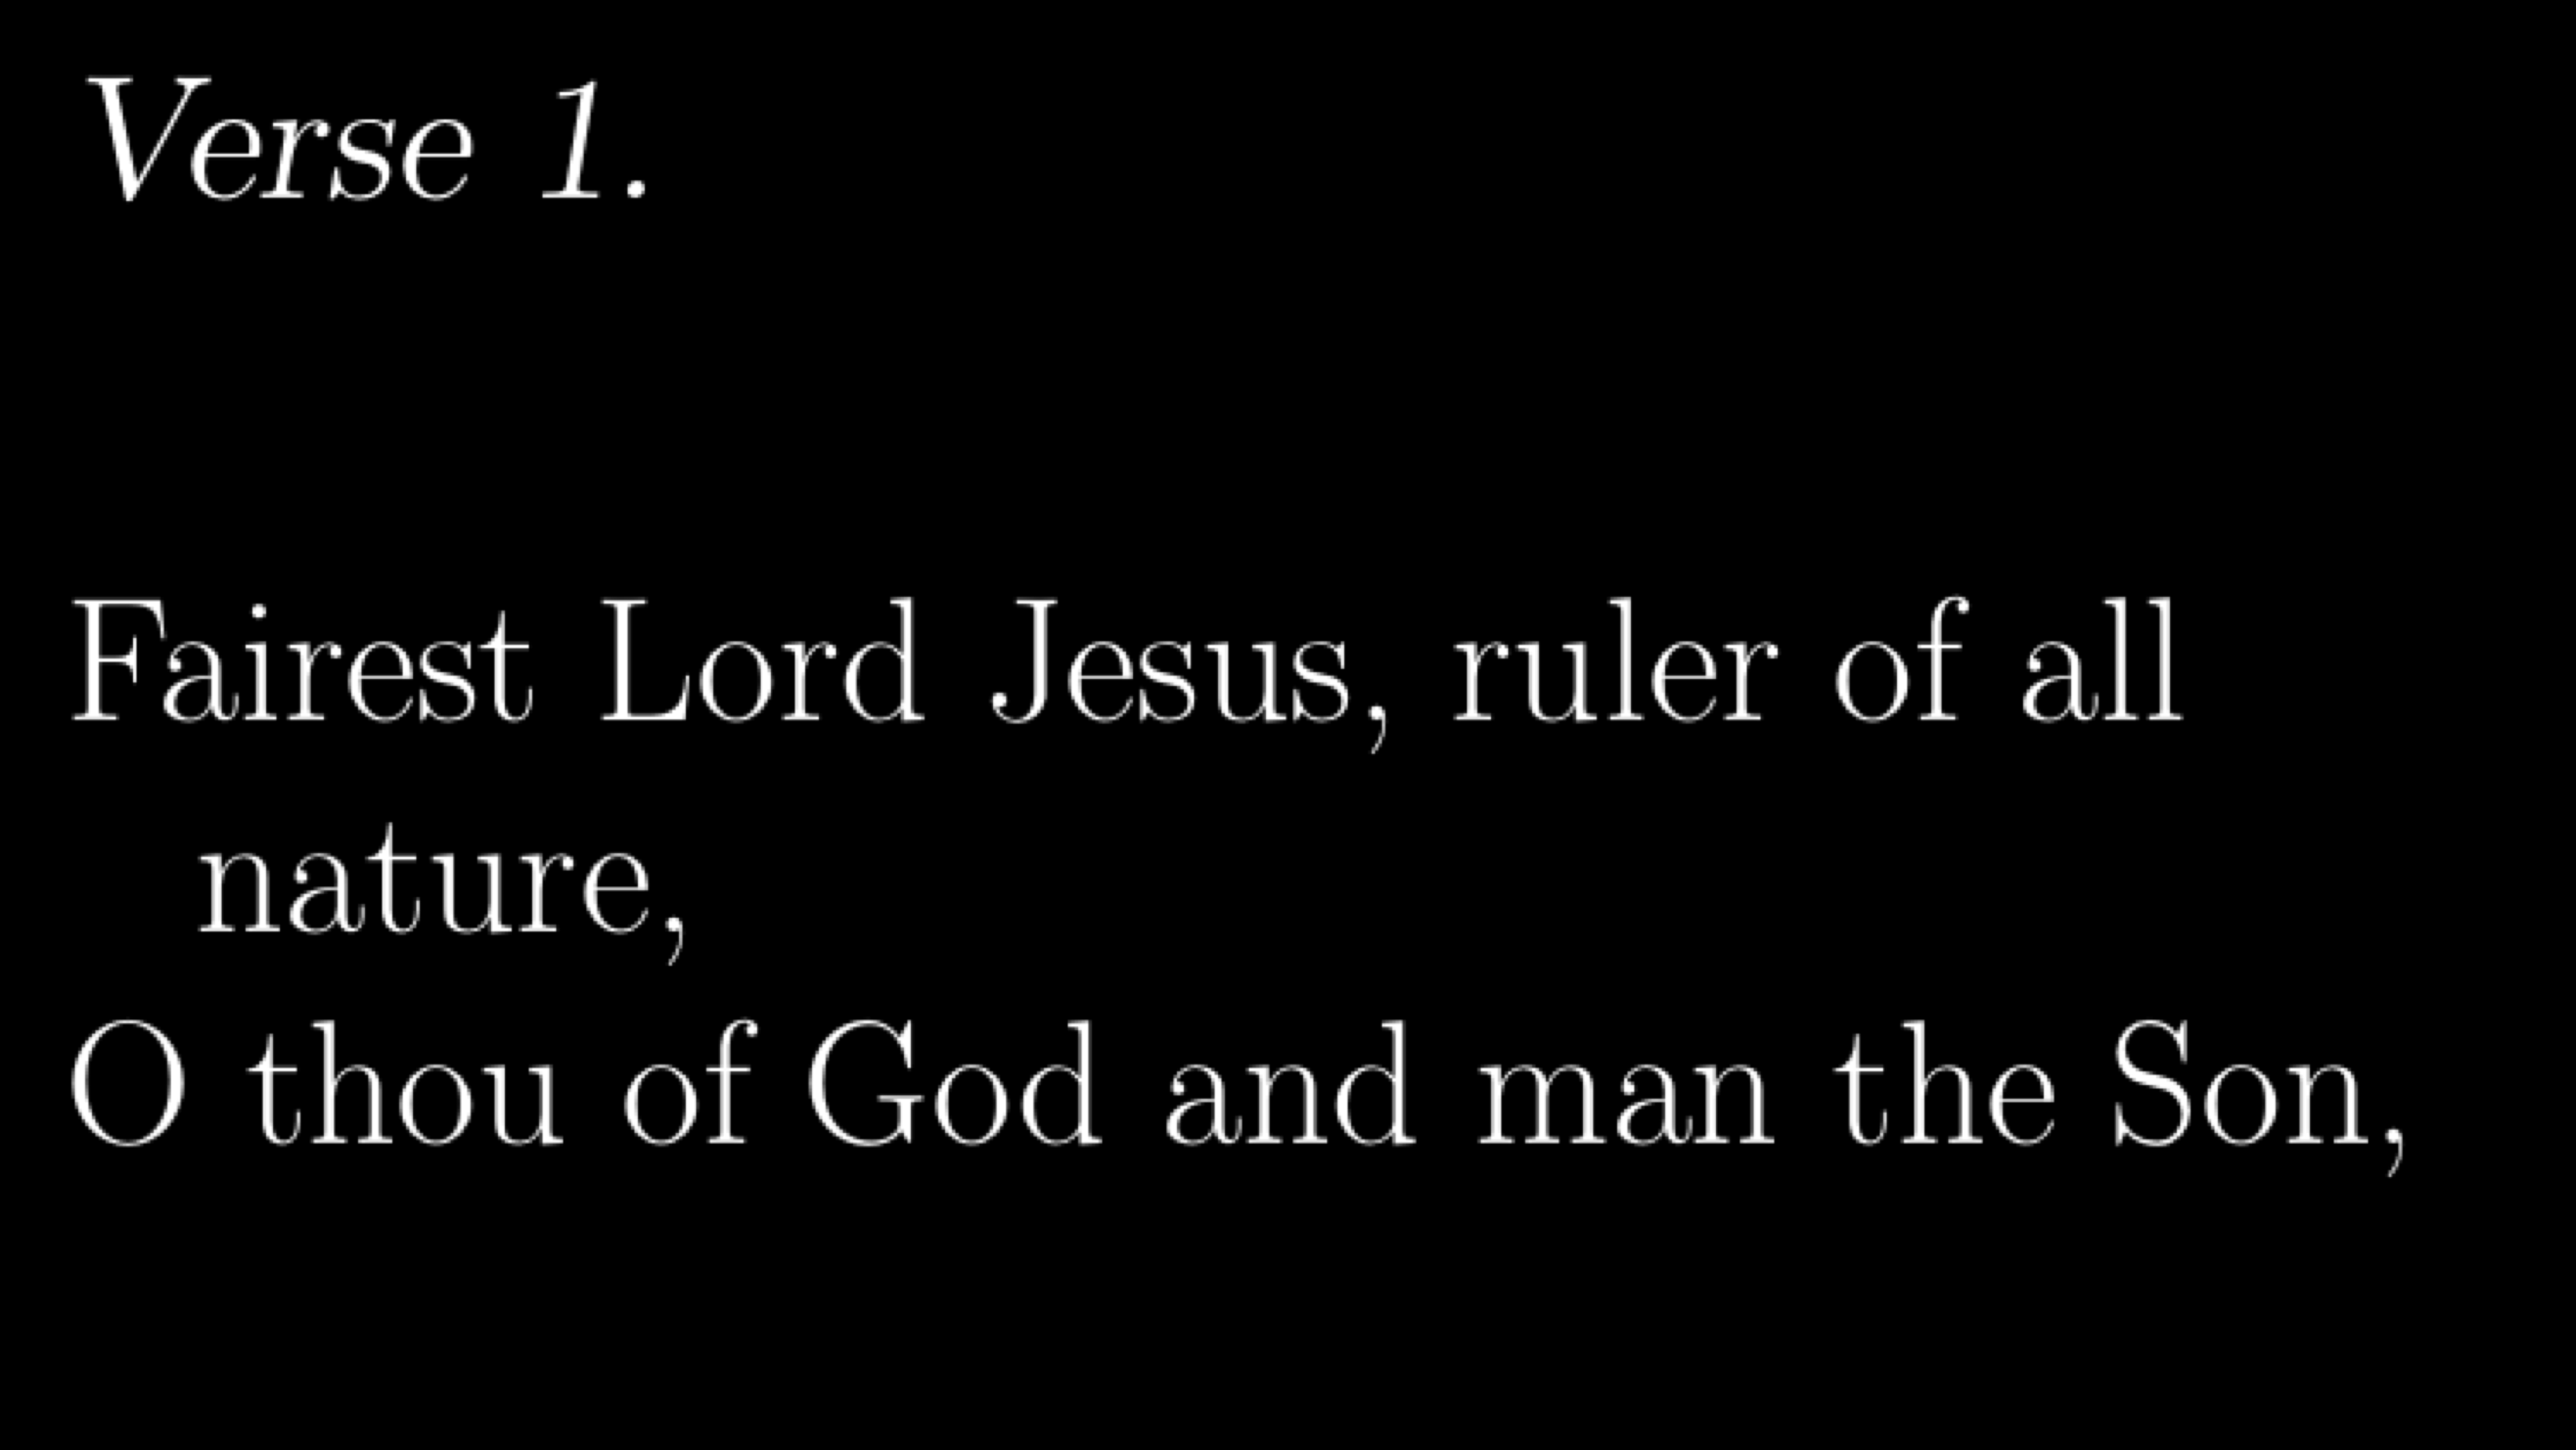 Verse 1.
Fairest Lord Jesus, ruler of all
nature,
O thou of God and man the Son,